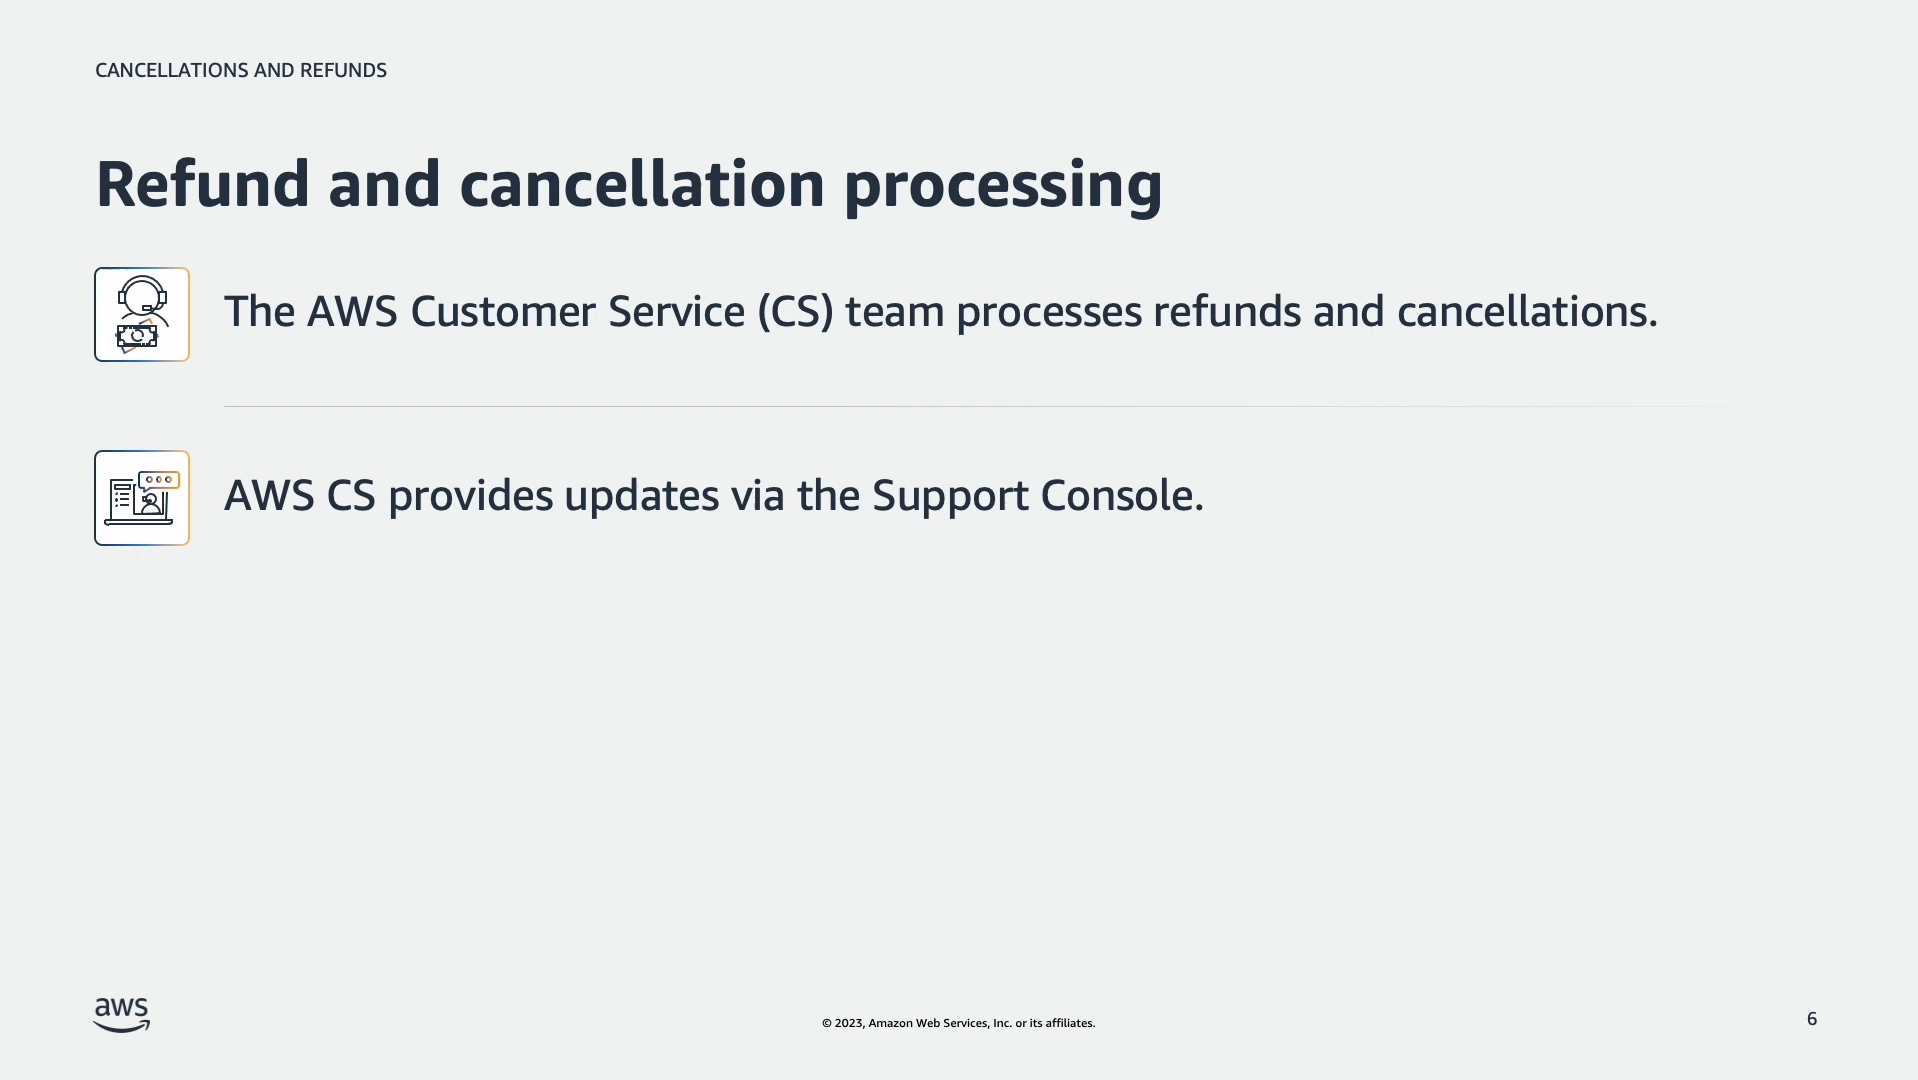 CANCELLATIONS AND REFUNDS
Refund and cancellation processing
The AWS Customer Service (CS) team processes refunds and cancellations.
AWS CS provides updates via the Support Console.
aws
© 2023, Amazon Web Services, Inc. or its affiliates.
6